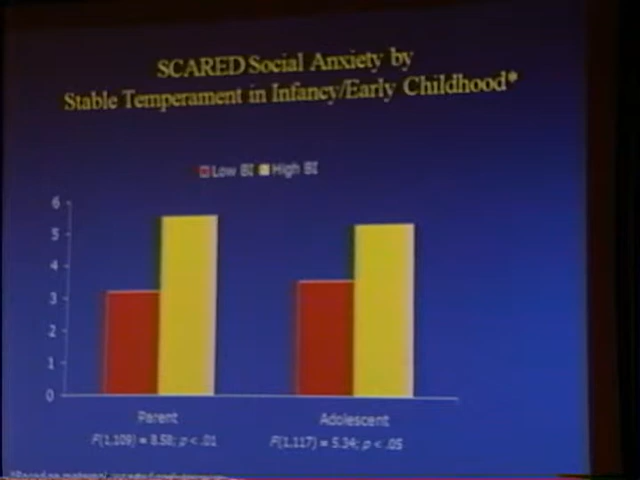 SCARED Social Anxiety by
Stable Temperament in Infancy/Early Childhood*
Low BI High BI
6
5
4
3
2
1
0
Parent Adolescent
F(1,109) = 8.58; p < .01 F(1,117) = 5.34; p < .05